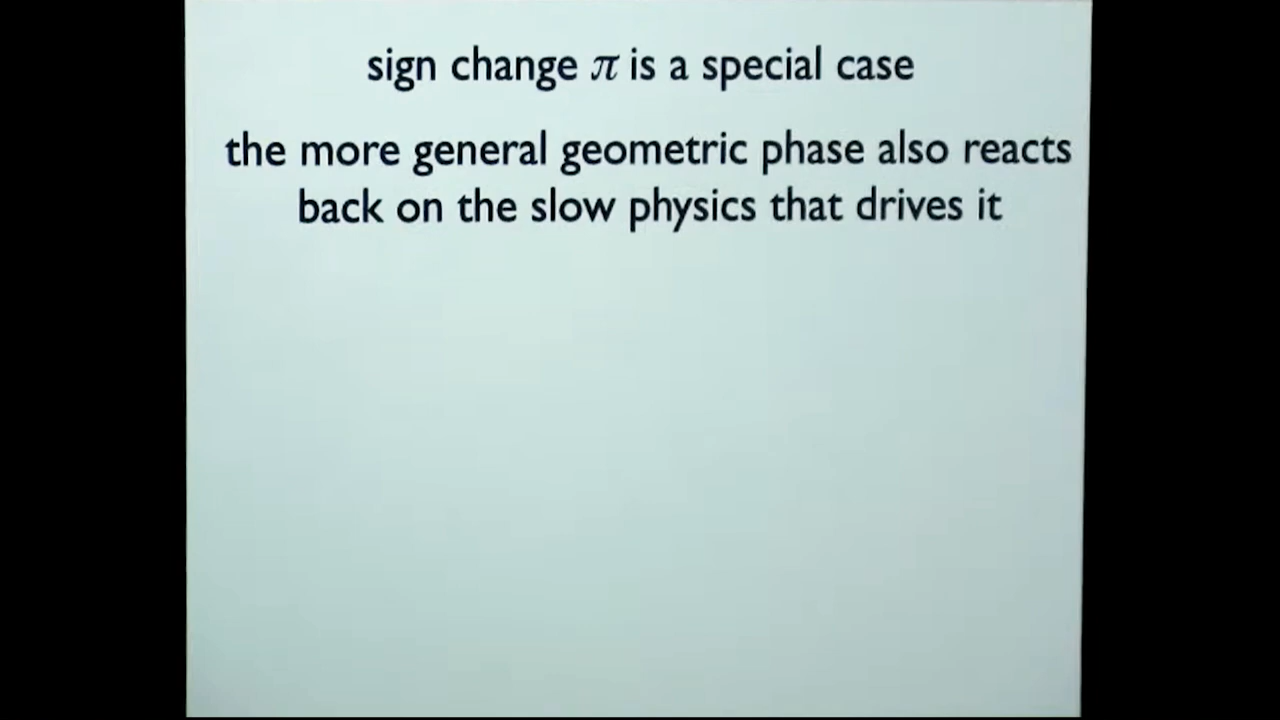 sign change π is a special case
the more general geometric phase also reacts
back on the slow physics that drives it